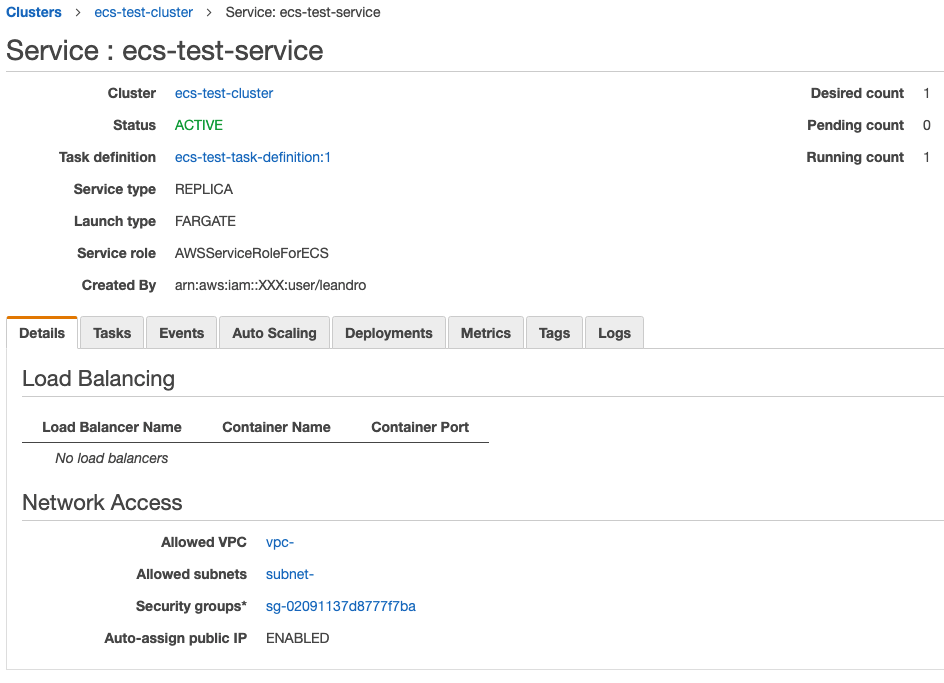 Clusters > ecs-test-cluster > Service: ecs-test-service
Service : ecs-test-service
Cluster ecs-test-cluster
Desired count 1
Status ACTIVE
Pending count 0
Task definition ecs-test-task-definition:1
Running count 1
Service type REPLICA
Launch type FARGATE
Service role AWSServiceRoleForECS
Created By arn:aws:iam::XXX:user/leandro
Details Tasks Events Auto Scaling Deployments Metrics Tags Logs
Load Balancing
Load Balancer Name Container Name Container Port
No load balancers
Network Access
Allowed VPC vpc-
Allowed subnets subnet-
Security groups* sg-02091137d8777f7ba
Auto-assign public IP ENABLED